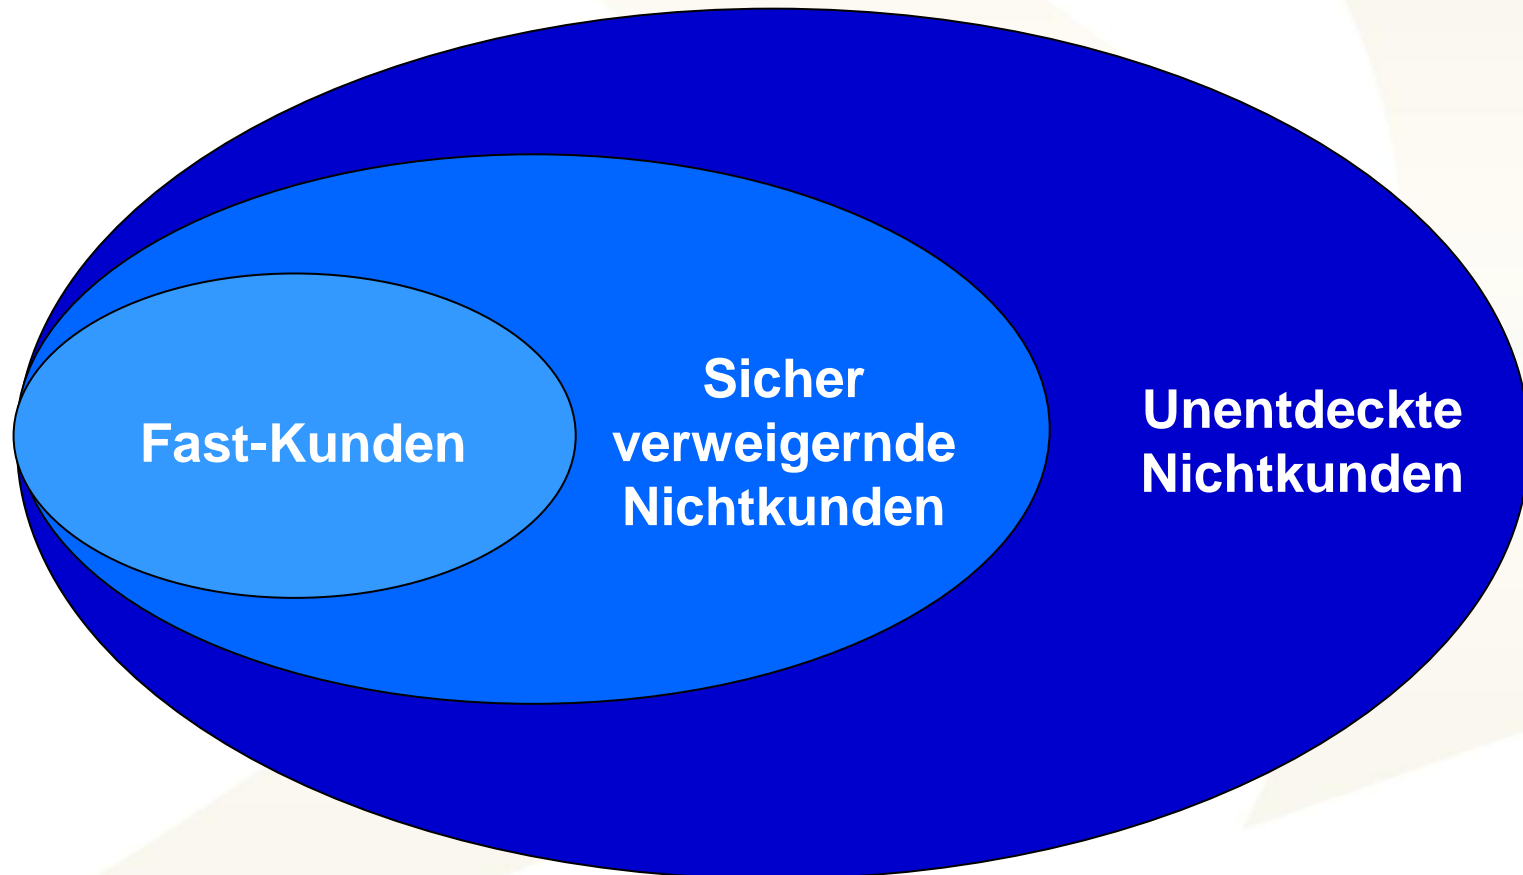 Fast-Kunden
Sicher
verweigernde
Nichtkunden
Unentdeckte
Nichtkunden